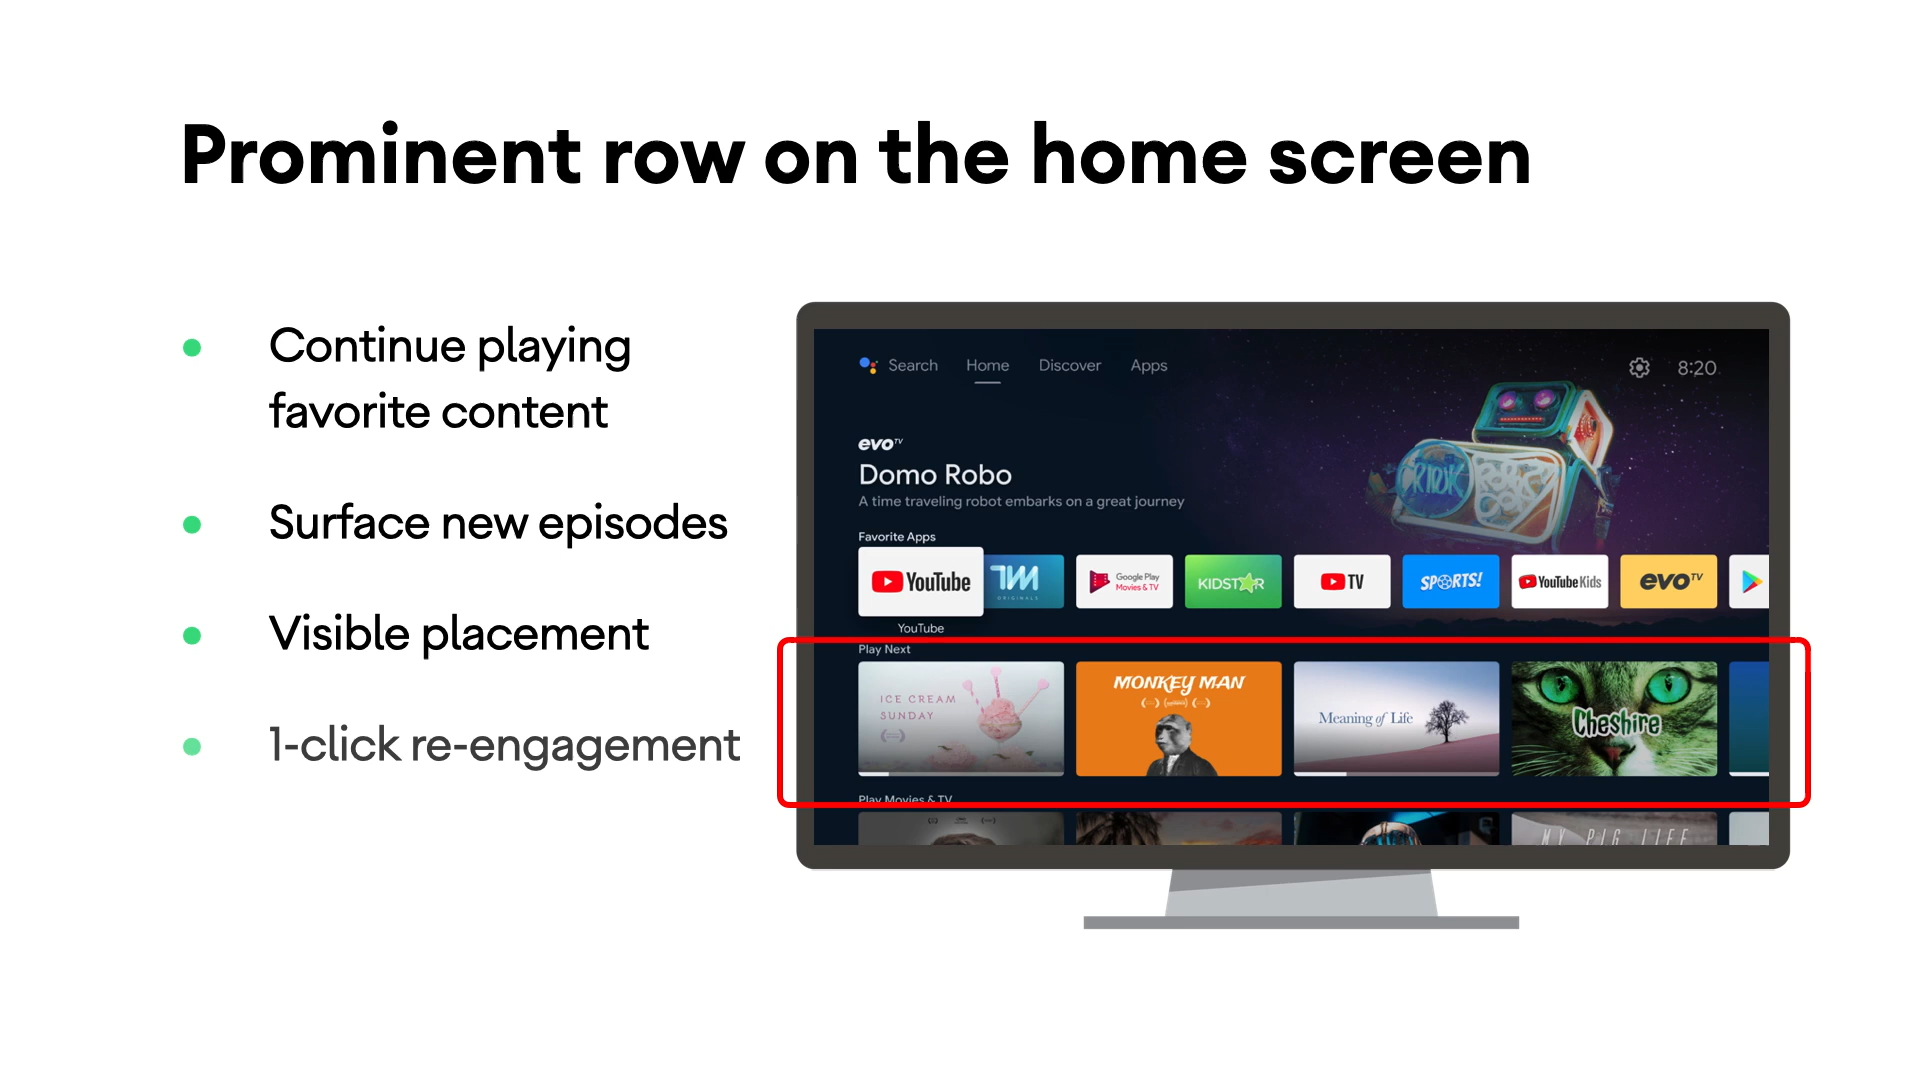 Prominent row on the home screen
Continue playing
favorite content
Surface new episodes
Visible placement
1-click re-engagement
Search Home Discover Apps 8:20
evoTV
Domo Robo
A time traveling robot embarks on a great journey
Favorite Apps
YouTube
ORIGINALS
Google Play
Movies & TV
KIDSTAR
TV
SPORTS!
YouTube Kids
evoTV
YouTube
Play Next
ICE CREAM
SUNDAY
MONKEY MAN
Meaning of Life
Cheshire
Play Movies & TV
MY PIG LIFE